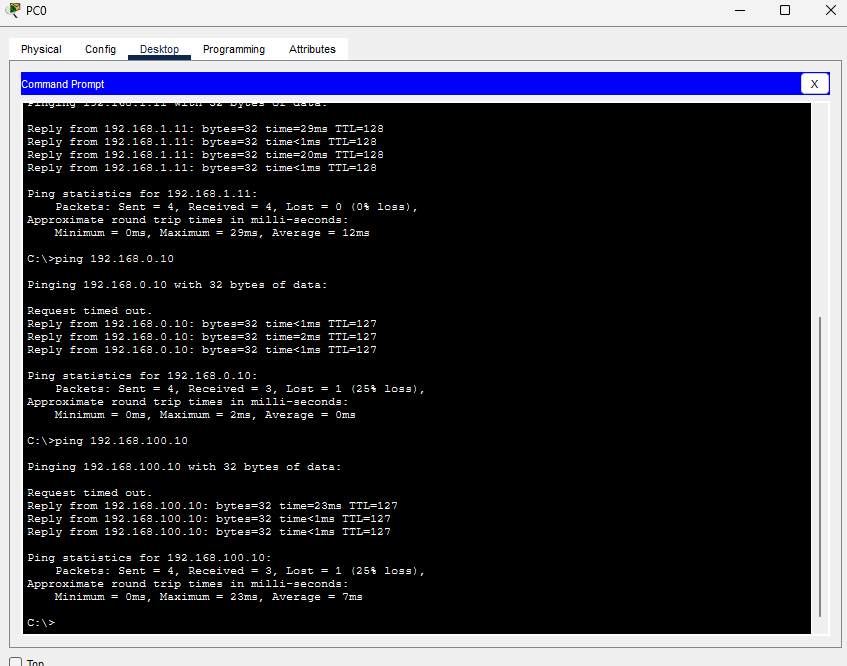 PC0
Physical Config Desktop Programming Attributes
Command Prompt X
Pinging 192.168.1.11 with 32 bytes of data:
Reply from 192.168.1.11: bytes=32 time=29ms TTL=128
Reply from 192.168.1.11: bytes=32 time<1ms TTL=128
Reply from 192.168.1.11: bytes=32 time=20ms TTL=128
Reply from 192.168.1.11: bytes=32 time<1ms TTL=128
Ping statistics for 192.168.1.11:
Packets: Sent = 4, Received = 4, Lost = 0 (0% loss),
Approximate round trip times in milli-seconds:
Minimum = 0ms, Maximum = 29ms, Average = 12ms
C:\>ping 192.168.0.10
Pinging 192.168.0.10 with 32 bytes of data:
Request timed out.
Reply from 192.168.0.10: bytes=32 time<1ms TTL=127
Reply from 192.168.0.10: bytes=32 time=2ms TTL=127
Reply from 192.168.0.10: bytes=32 time<1ms TTL=127
Ping statistics for 192.168.0.10:
Packets: Sent = 4, Received = 3, Lost = 1 (25% loss),
Approximate round trip times in milli-seconds:
Minimum = 0ms, Maximum = 2ms, Average = 0ms
C:\>ping 192.168.100.10
Pinging 192.168.100.10 with 32 bytes of data:
Request timed out.
Reply from 192.168.100.10: bytes=32 time=23ms TTL=127
Reply from 192.168.100.10: bytes=32 time<1ms TTL=127
Reply from 192.168.100.10: bytes=32 time<1ms TTL=127
Ping statistics for 192.168.100.10:
Packets: Sent = 4, Received = 3, Lost = 1 (25% loss),
Approximate round trip times in milli-seconds:
Minimum = 0ms, Maximum = 23ms, Average = 7ms
C:\>
Top